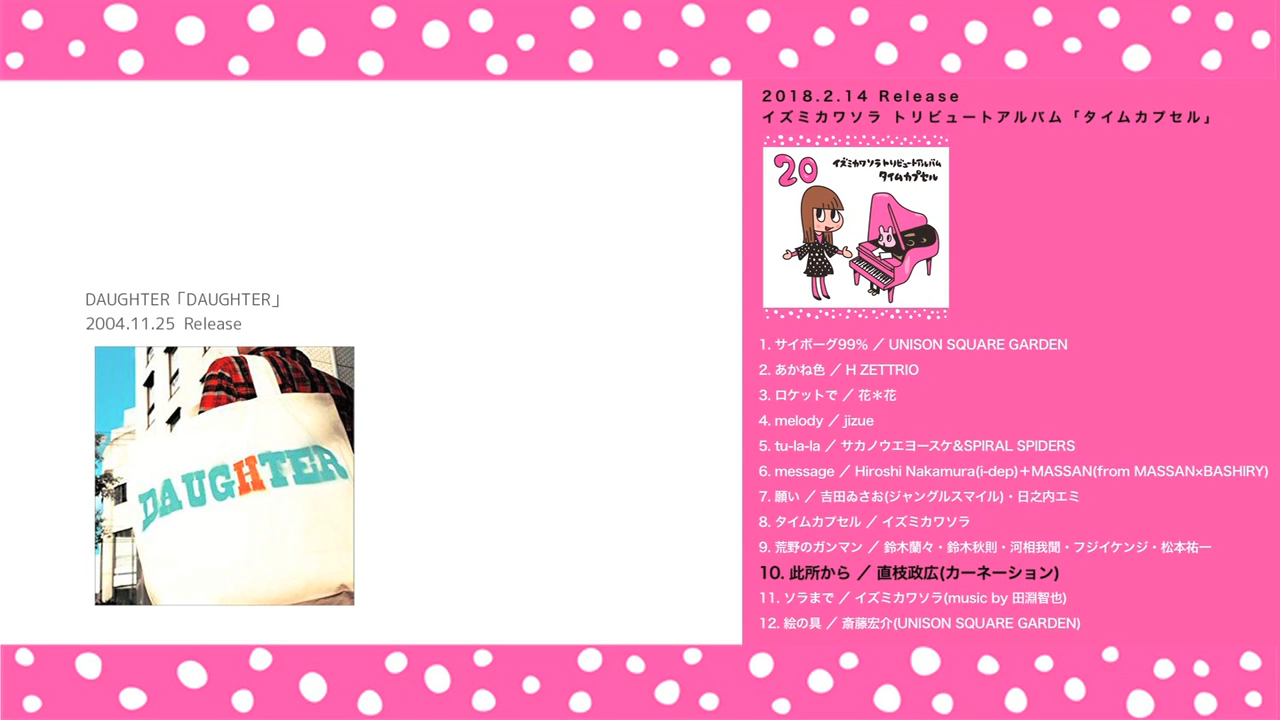 DAUGHTER「DAUGHTER」
2004.11.25 Release
DAUGHTER
2018.2.14 Release
イズミカワソラ トリビュートアルバム「タイムカプセル」
20
イズミカワソラトリビュートアルバム
タイムカプセル
1. サイボーグ99% ／ UNISON SQUARE GARDEN
2. あかね色 ／ H ZETTRIO
3. ロケットで ／ 花＊花
4. melody ／ jizue
5. tu-la-la ／ サカノウエヨースケ&SPIRAL SPIDERS
6. message ／ Hiroshi Nakamura(i-dep)＋MASSAN(from MASSAN×BASHIRY)
7. 願い ／ 吉田ゐさお(ジャングルスマイル)・日之内エミ
8. タイムカプセル ／ イズミカワソラ
9. 荒野のガンマン ／ 鈴木蘭々・鈴木秋則・河相我聞・フジイケンジ・松本祐一
10. 此所から ／ 直枝政広(カーネーション)
11. ソラまで ／ イズミカワソラ(music by 田淵智也)
12. 絵の具 ／ 斎藤宏介(UNISON SQUARE GARDEN)